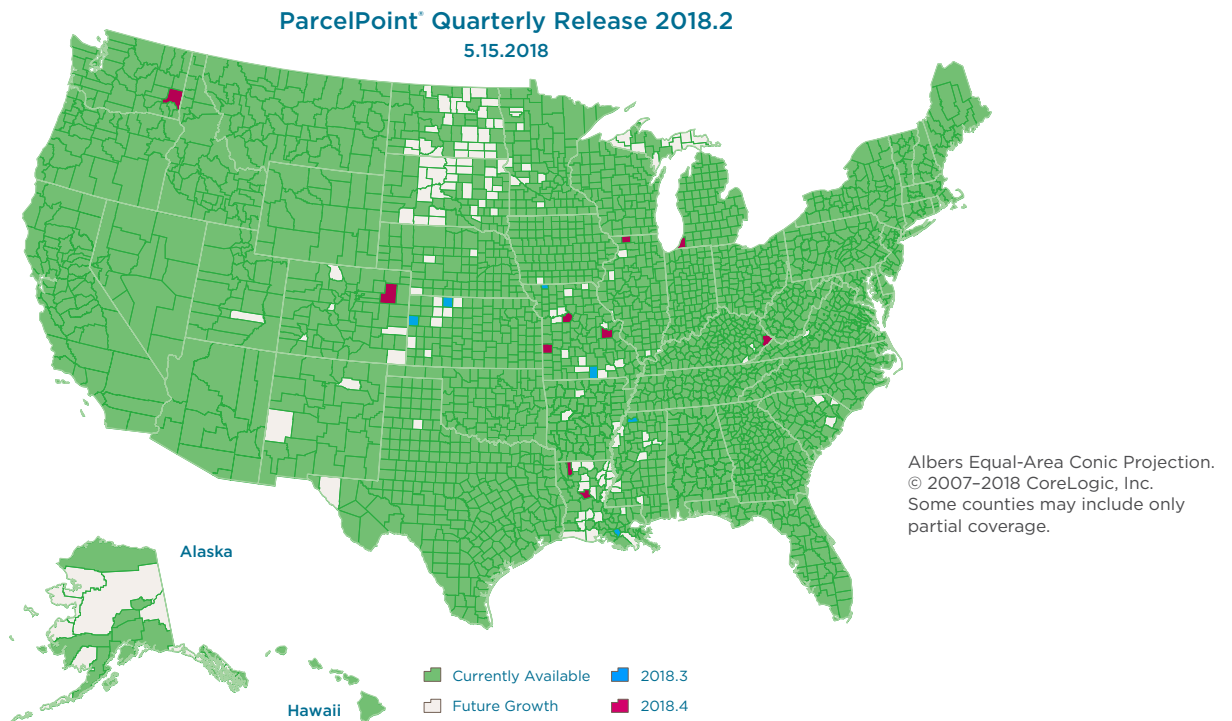 ParcelPoint® Quarterly Release 2018.2
5.15.2018
Albers Equal-Area Conic Projection.
© 2007–2018 CoreLogic, Inc.
Some counties may include only
partial coverage.
Alaska
Hawaii
Currently Available
2018.3
Future Growth
2018.4